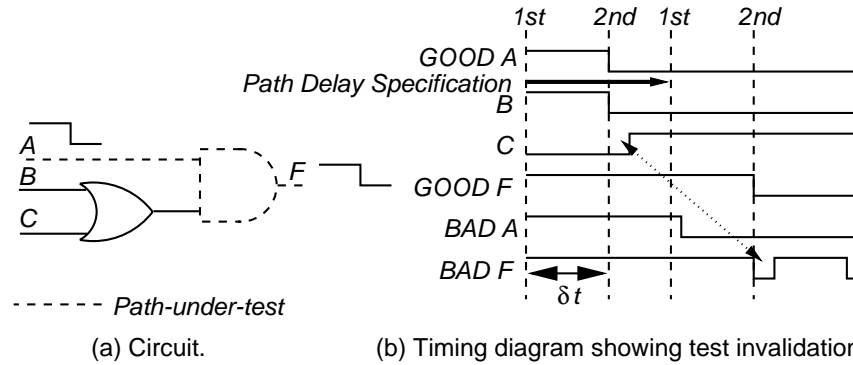 1st 2nd 1st 2nd
GOOD A
Path Delay Specification
B
C
GOOD F
BAD A
BAD F
δt
A
B
C
F
Path-under-test
(a) Circuit.
(b) Timing diagram showing test invalidation